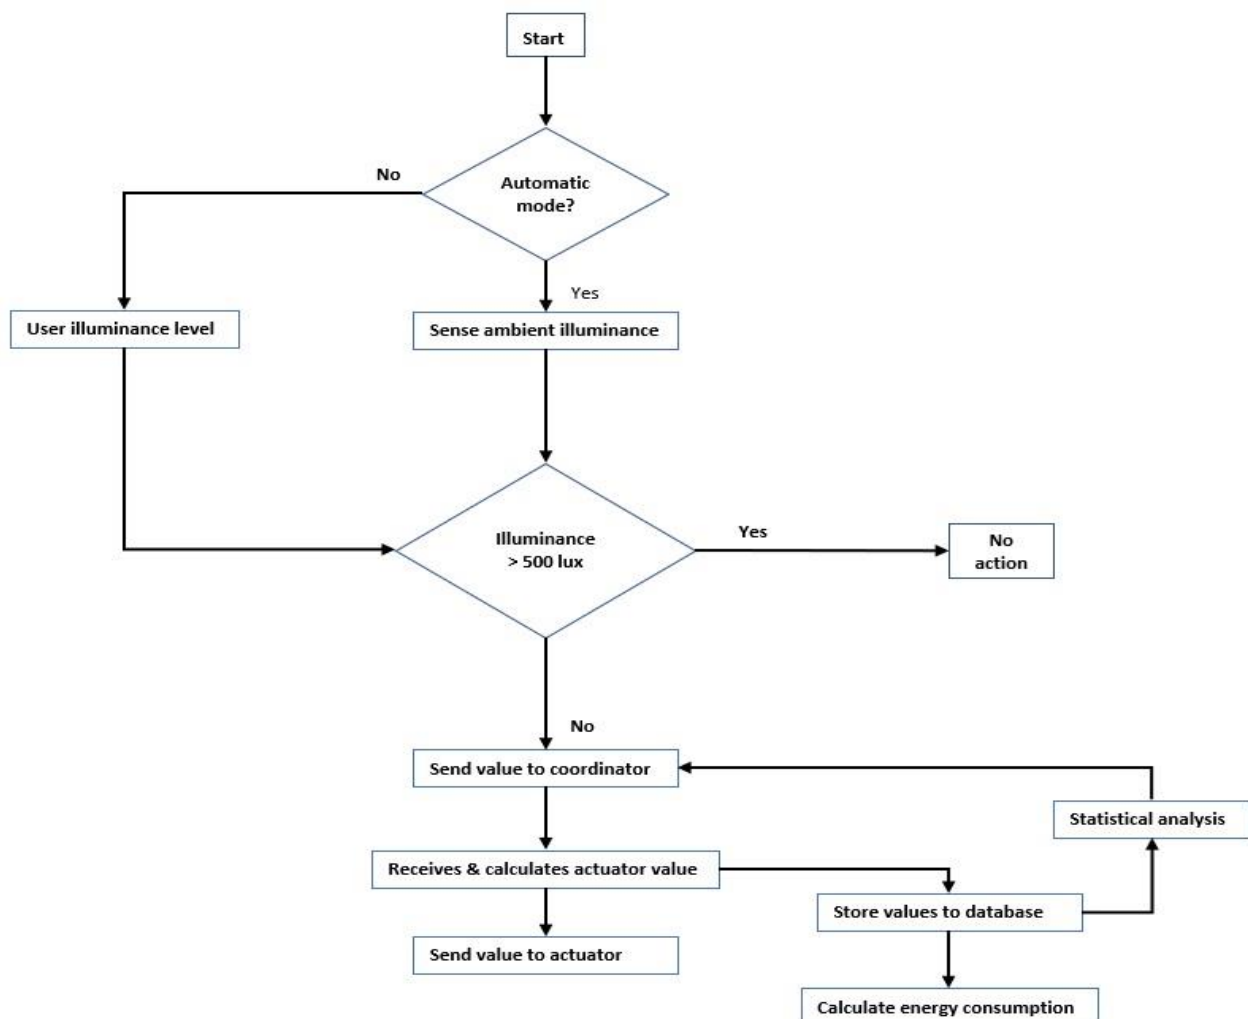 Start
No
Automatic
mode?
Yes
User illuminance level
Sense ambient illuminance
Illuminance
> 500 lux
Yes
No
action
No
Send value to coordinator
Statistical analysis
Receives & calculates actuator value
Store values to database
Send value to actuator
Calculate energy consumption